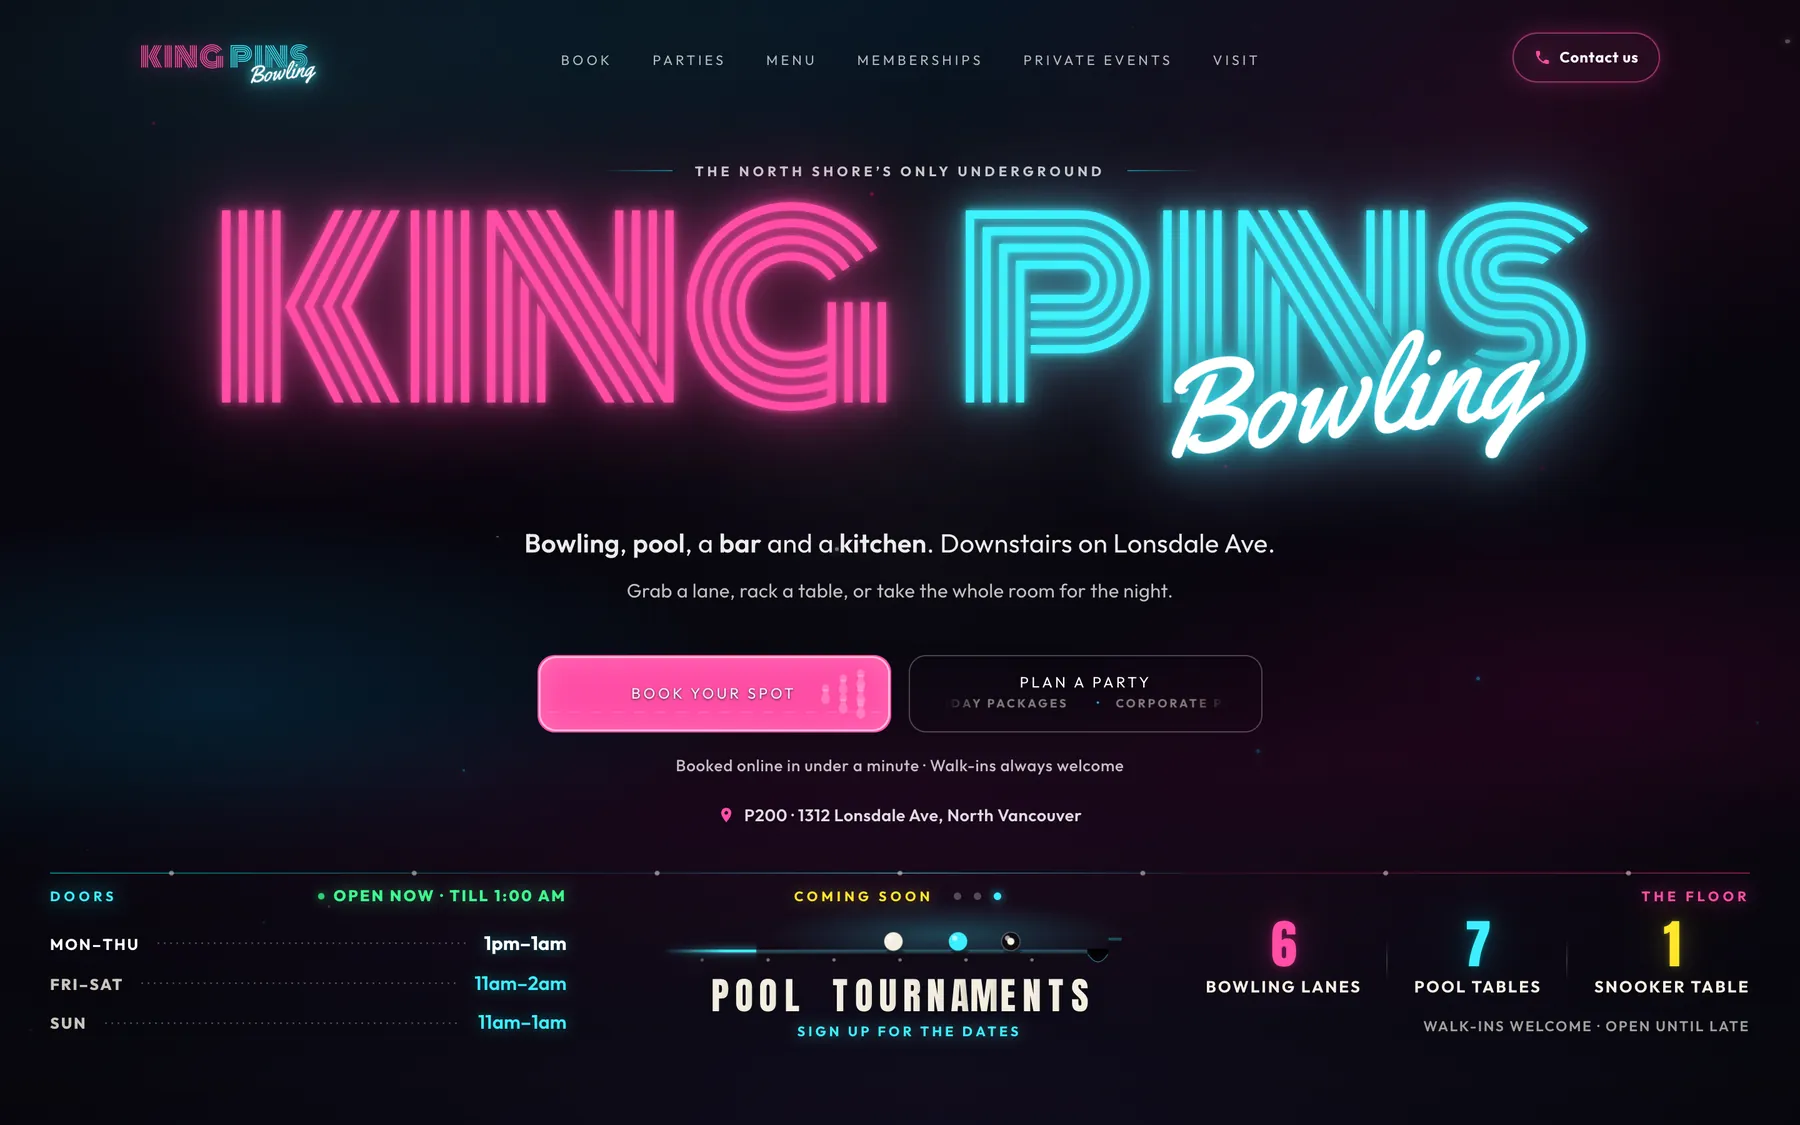 KING PINS
Bowling
BOOK
PARTIES
MENU
MEMBERSHIPS
PRIVATE EVENTS
VISIT
Contact us
THE NORTH SHORE'S ONLY UNDERGROUND
KING PINS
Bowling
Bowling, pool, a bar and a kitchen. Downstairs on Lonsdale Ave.
Grab a lane, rack a table, or take the whole room for the night.
BOOK YOUR SPOT
PLAN A PARTY
DAY PACKAGES · CORPORATE P
Booked online in under a minute · Walk-ins always welcome
P200 · 1312 Lonsdale Ave, North Vancouver
DOORS
OPEN NOW · TILL 1:00 AM
MON–THU 1pm–1am
FRI–SAT 11am–2am
SUN 11am–1am
COMING SOON
POOL TOURNAMENTS
SIGN UP FOR THE DATES
THE FLOOR
6 BOWLING LANES
7 POOL TABLES
1 SNOOKER TABLE
WALK-INS WELCOME · OPEN UNTIL LATE